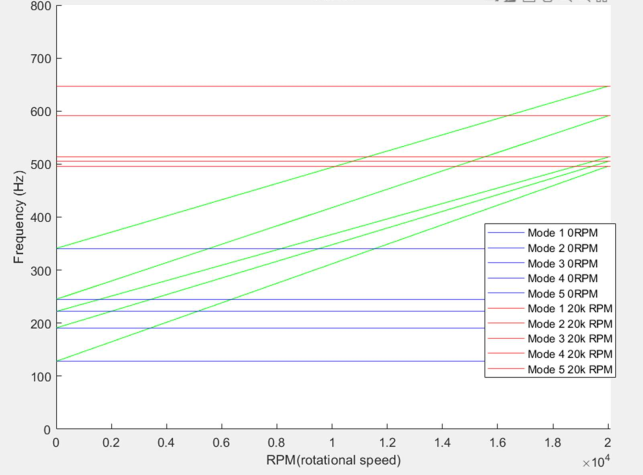 800
700
600
500
400
300
200
100
0
Frequency (Hz)
0
0.2
0.4
0.6
0.8
1
1.2
1.4
1.6
1.8
2
×10⁴
RPM(rotational speed)
Mode 1 0RPM
Mode 2 0RPM
Mode 3 0RPM
Mode 4 0RPM
Mode 5 0RPM
Mode 1 20k RPM
Mode 2 20k RPM
Mode 3 20k RPM
Mode 4 20k RPM
Mode 5 20k RPM